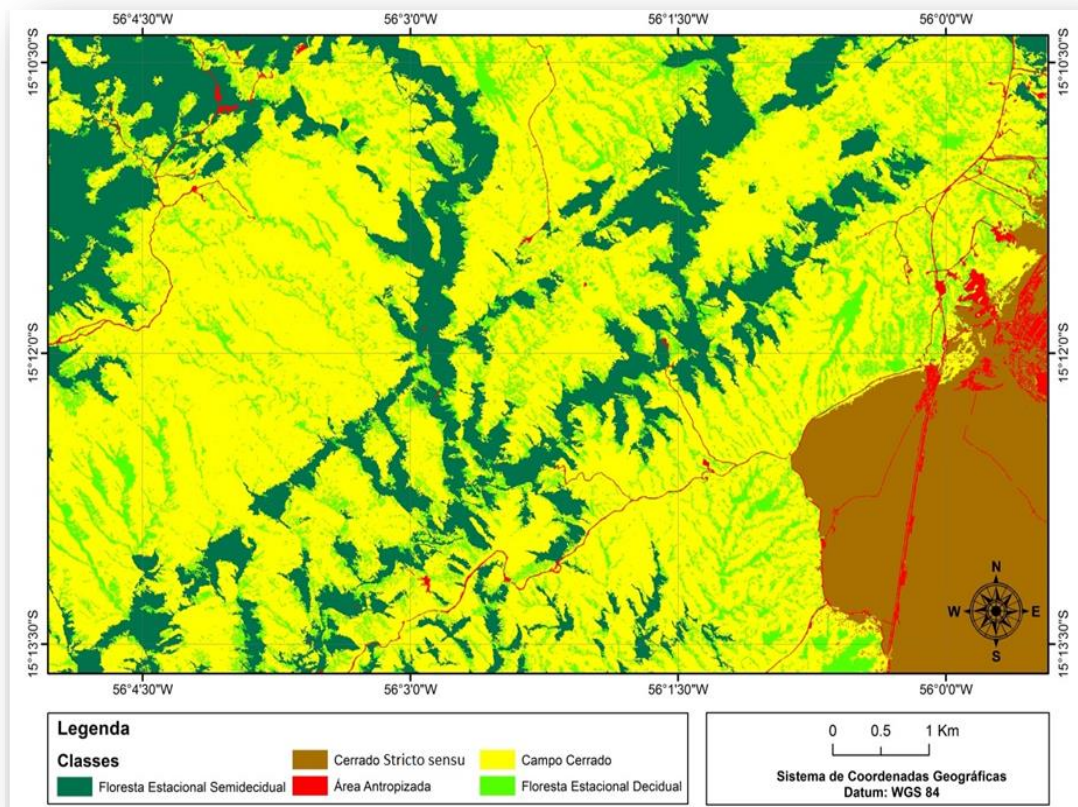 56°4'30"W 56°3'0"W 56°1'30"W 56°0'0"W
15°10'30"S 15°10'30"S
15°12'0"S 15°12'0"S
15°13'30"S 15°13'30"S
N
W E
S
56°4'30"W 56°3'0"W 56°1'30"W 56°0'0"W
Legenda
Classes
Floresta Estacional Semidecidual
Cerrado Stricto sensu
Área Antropizada
Campo Cerrado
Floresta Estacional Decidual
0 0.5 1 Km
Sistema de Coordenadas Geográficas
Datum: WGS 84